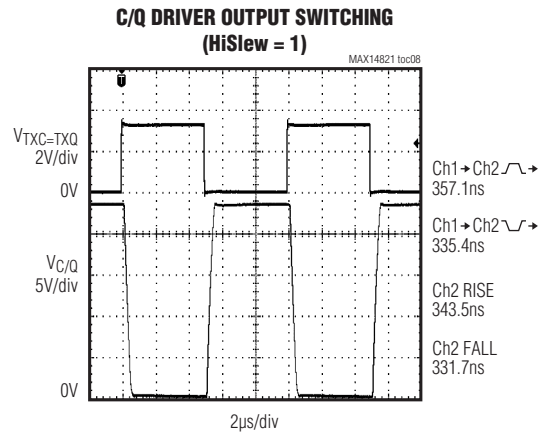 C/Q DRIVER OUTPUT SWITCHING
(HiSlew = 1)
MAX14821 toc08
T
VTXC=TXQ
2V/div
0V
VC/Q
5V/div
0V
Ch1→Ch2
357.1ns
Ch1→Ch2
335.4ns
Ch2 RISE
343.5ns
Ch2 FALL
331.7ns
2µs/div